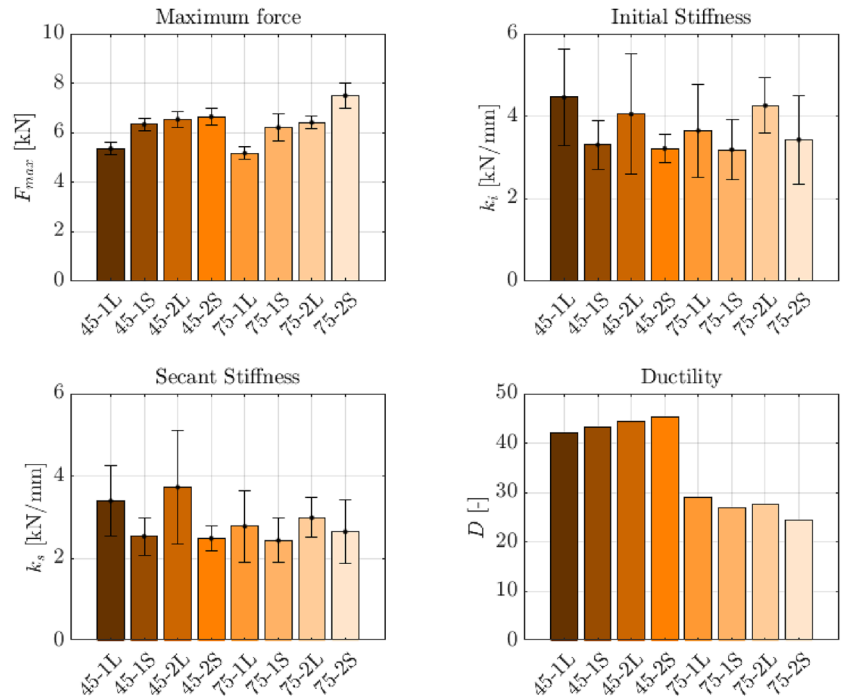 Maximum force
10
8
6
4
2
0
F_max [kN]
45-1L 45-1S 45-2L 45-2S 75-1L 75-1S 75-2L 75-2S
Initial Stiffness
6
4
2
0
k_i [kN/mm]
45-1L 45-1S 45-2L 45-2S 75-1L 75-1S 75-2L 75-2S
Secant Stiffness
6
4
2
0
k_s [kN/mm]
45-1L 45-1S 45-2L 45-2S 75-1L 75-1S 75-2L 75-2S
Ductility
50
40
30
20
10
0
D [-]
45-1L 45-1S 45-2L 45-2S 75-1L 75-1S 75-2L 75-2S